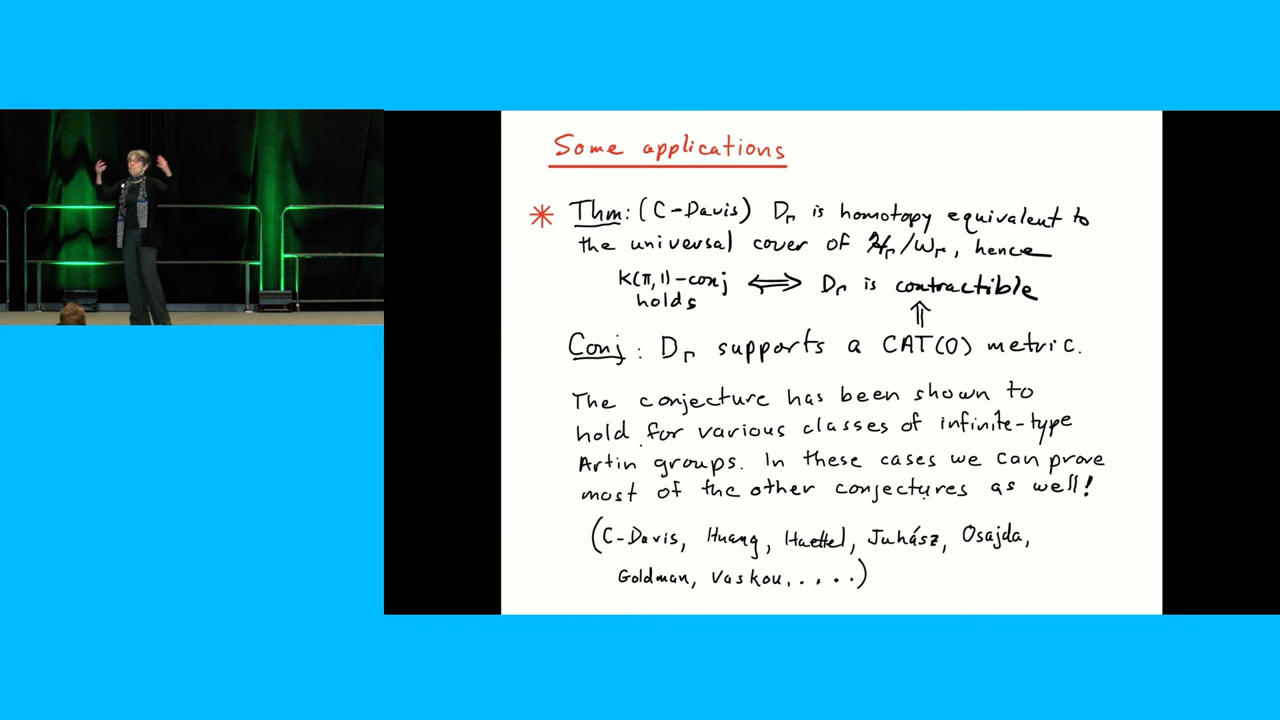 Some applications
* Thm: (C-Davis) D_Γ is homotopy equivalent to
the universal cover of ℋ_Γ/W_Γ, hence
K(π,1)-conj ⟺ D_Γ is contractible
holds
⇑
Conj: D_Γ supports a CAT(0) metric.
The conjecture has been shown to
hold for various classes of infinite-type
Artin groups. In these cases we can prove
most of the other conjectures as well!
(C-Davis, Huang, Haettel, Juhász, Osajda,
Goldman, Vaskou, ....)